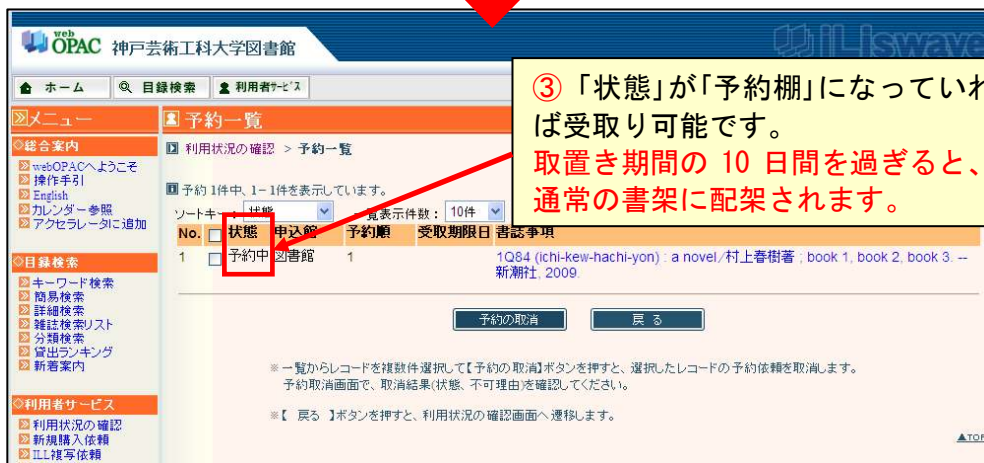 web
OPAC 神戸芸術工科大学図書館
iLiswave
ホーム 目録検索 利用者サービス
③「状態」が「予約棚」になっていれ
ば受取り可能です。
取置き期間の 10 日間を過ぎると、
通常の書架に配架されます。
メニュー
◇総合案内
webOPACへようこそ
操作手引
English
カレンダー参照
アクセラレータに追加
◇目録検索
キーワード検索
簡易検索
詳細検索
雑誌検索リスト
分類検索
貸出ランキング
新着案内
◇利用者サービス
利用状況の確認
新規購入依頼
ILL複写依頼
予約一覧
利用状況の確認 > 予約一覧
予約 1件中、1-1件を表示しています。
ソートキー: 状態 一覧表示件数: 10件
No. 状態 申込館 予約順 受取期限日 書誌事項
1 予約中 図書館 1 1Q84 (ichi-kew-hachi-yon) : a novel/村上春樹著 ; book 1, book 2, book 3. --
新潮社, 2009.
予約の取消 戻る
※一覧からレコードを複数件選択して【予約の取消】ボタンを押すと、選択したレコードの予約依頼を取消します。
予約取消画面で、取消結果(状態、不可理由)を確認してください。
※【 戻る 】ボタンを押すと、利用状況の確認画面へ遷移します。
▲TOP